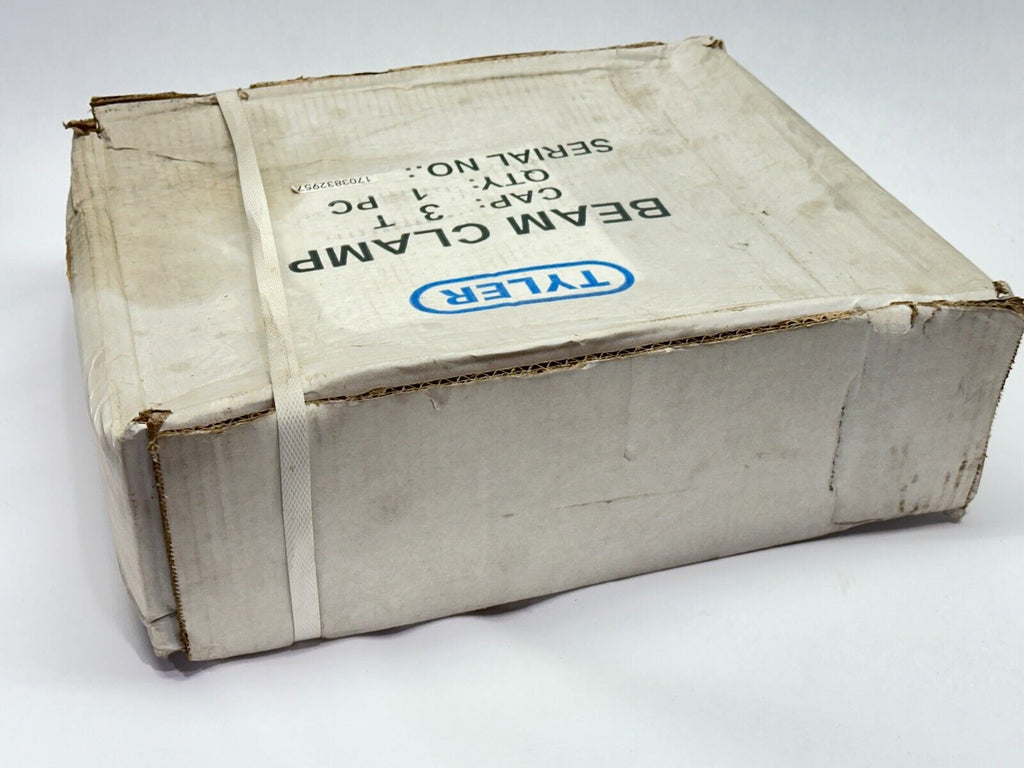 TYLER
BEAM CLAMP
CAP: 3 T
QTY: 1 PC
SERIAL NO.: 1703832957